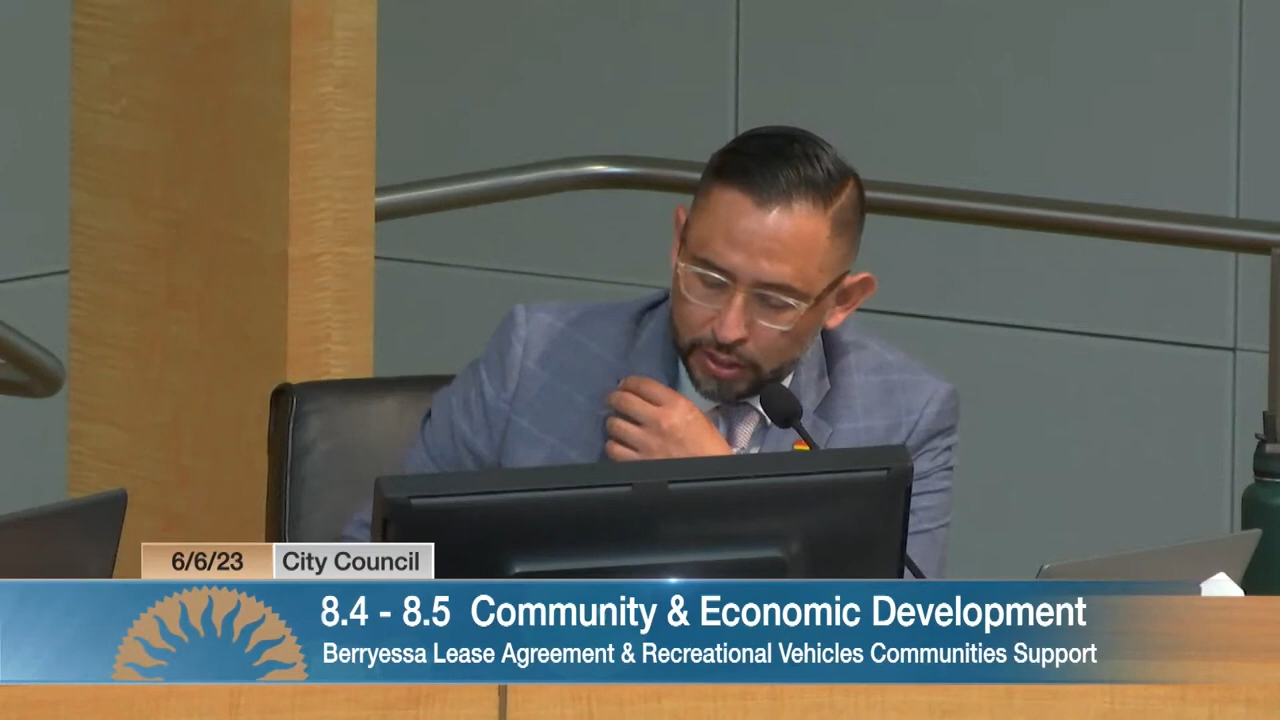 6/6/23 City Council
8.4 - 8.5 Community & Economic Development
Berryessa Lease Agreement & Recreational Vehicles Communities Support